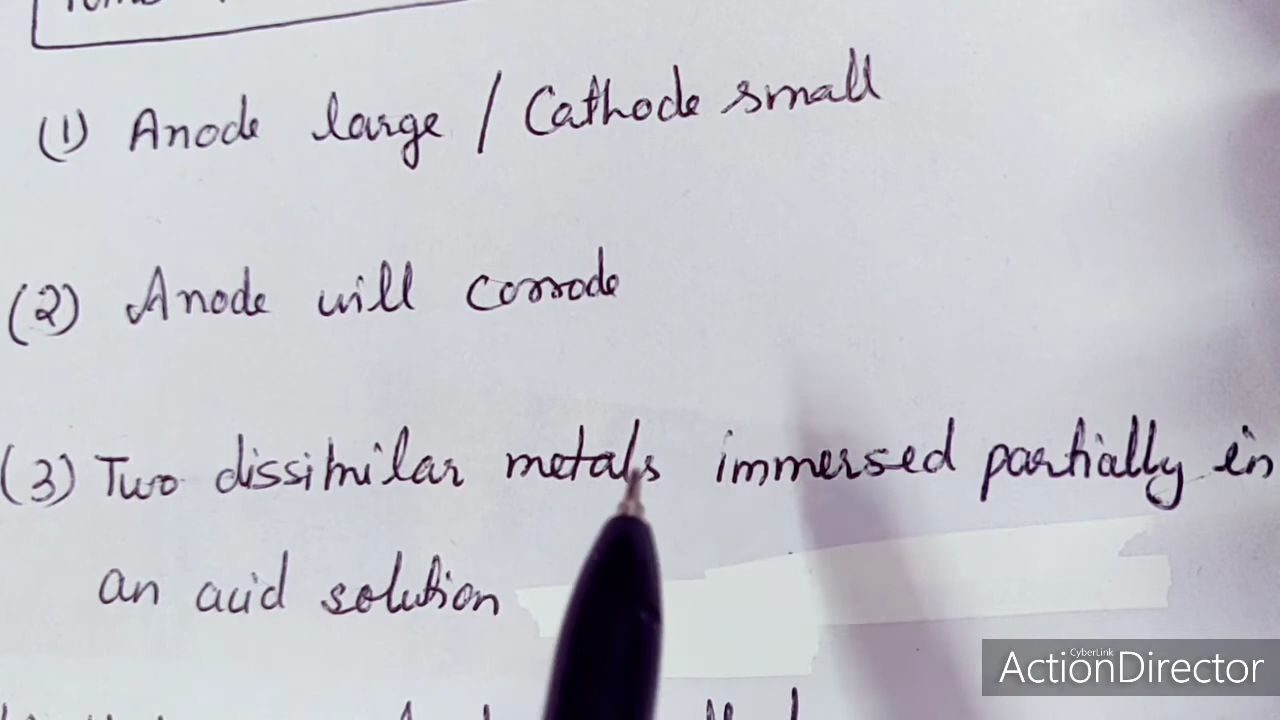 (1) Anode large / Cathode small
(2) Anode will corrode
(3) Two dissimilar metals immersed partially in
an acid solution
CyberLink
ActionDirector